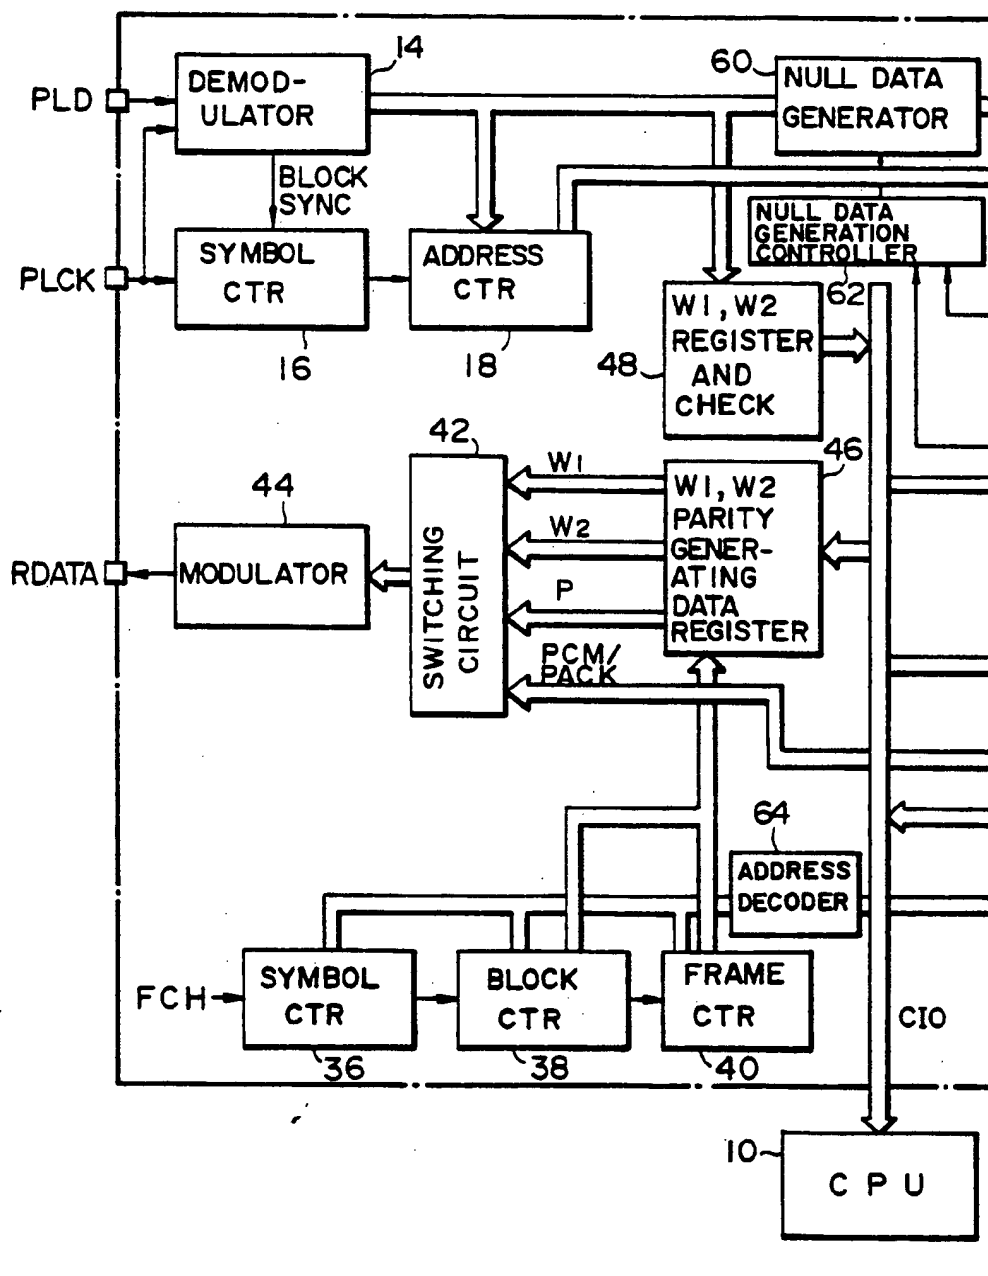 14
PLD
DEMOD-
ULATOR
60
NULL DATA
GENERATOR
BLOCK
SYNC
PLCK
SYMBOL
CTR
16
ADDRESS
CTR
18
NULL DATA
GENERATION
CONTROLLER
62
48
W1, W2
REGISTER
AND
CHECK
42
SWITCHING
CIRCUIT
44
RDATA
MODULATOR
W1
W2
P
PCM/
PACK
46
W1, W2
PARITY
GENER-
ATING
DATA
REGISTER
64
ADDRESS
DECODER
FCH
SYMBOL
CTR
36
BLOCK
CTR
38
FRAME
CTR
40
CIO
10
CPU